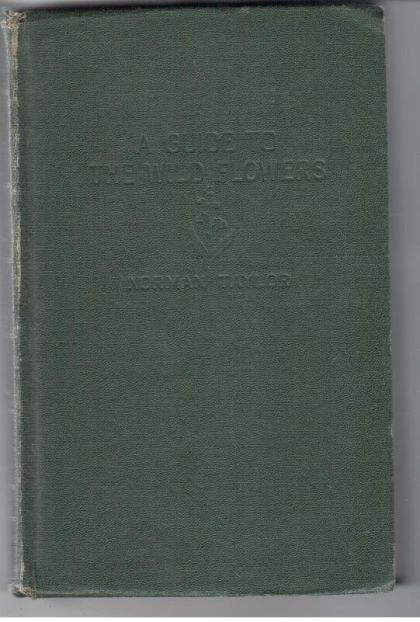 A GUIDE TO
THE WILD FLOWERS
NORMAN TAYLOR